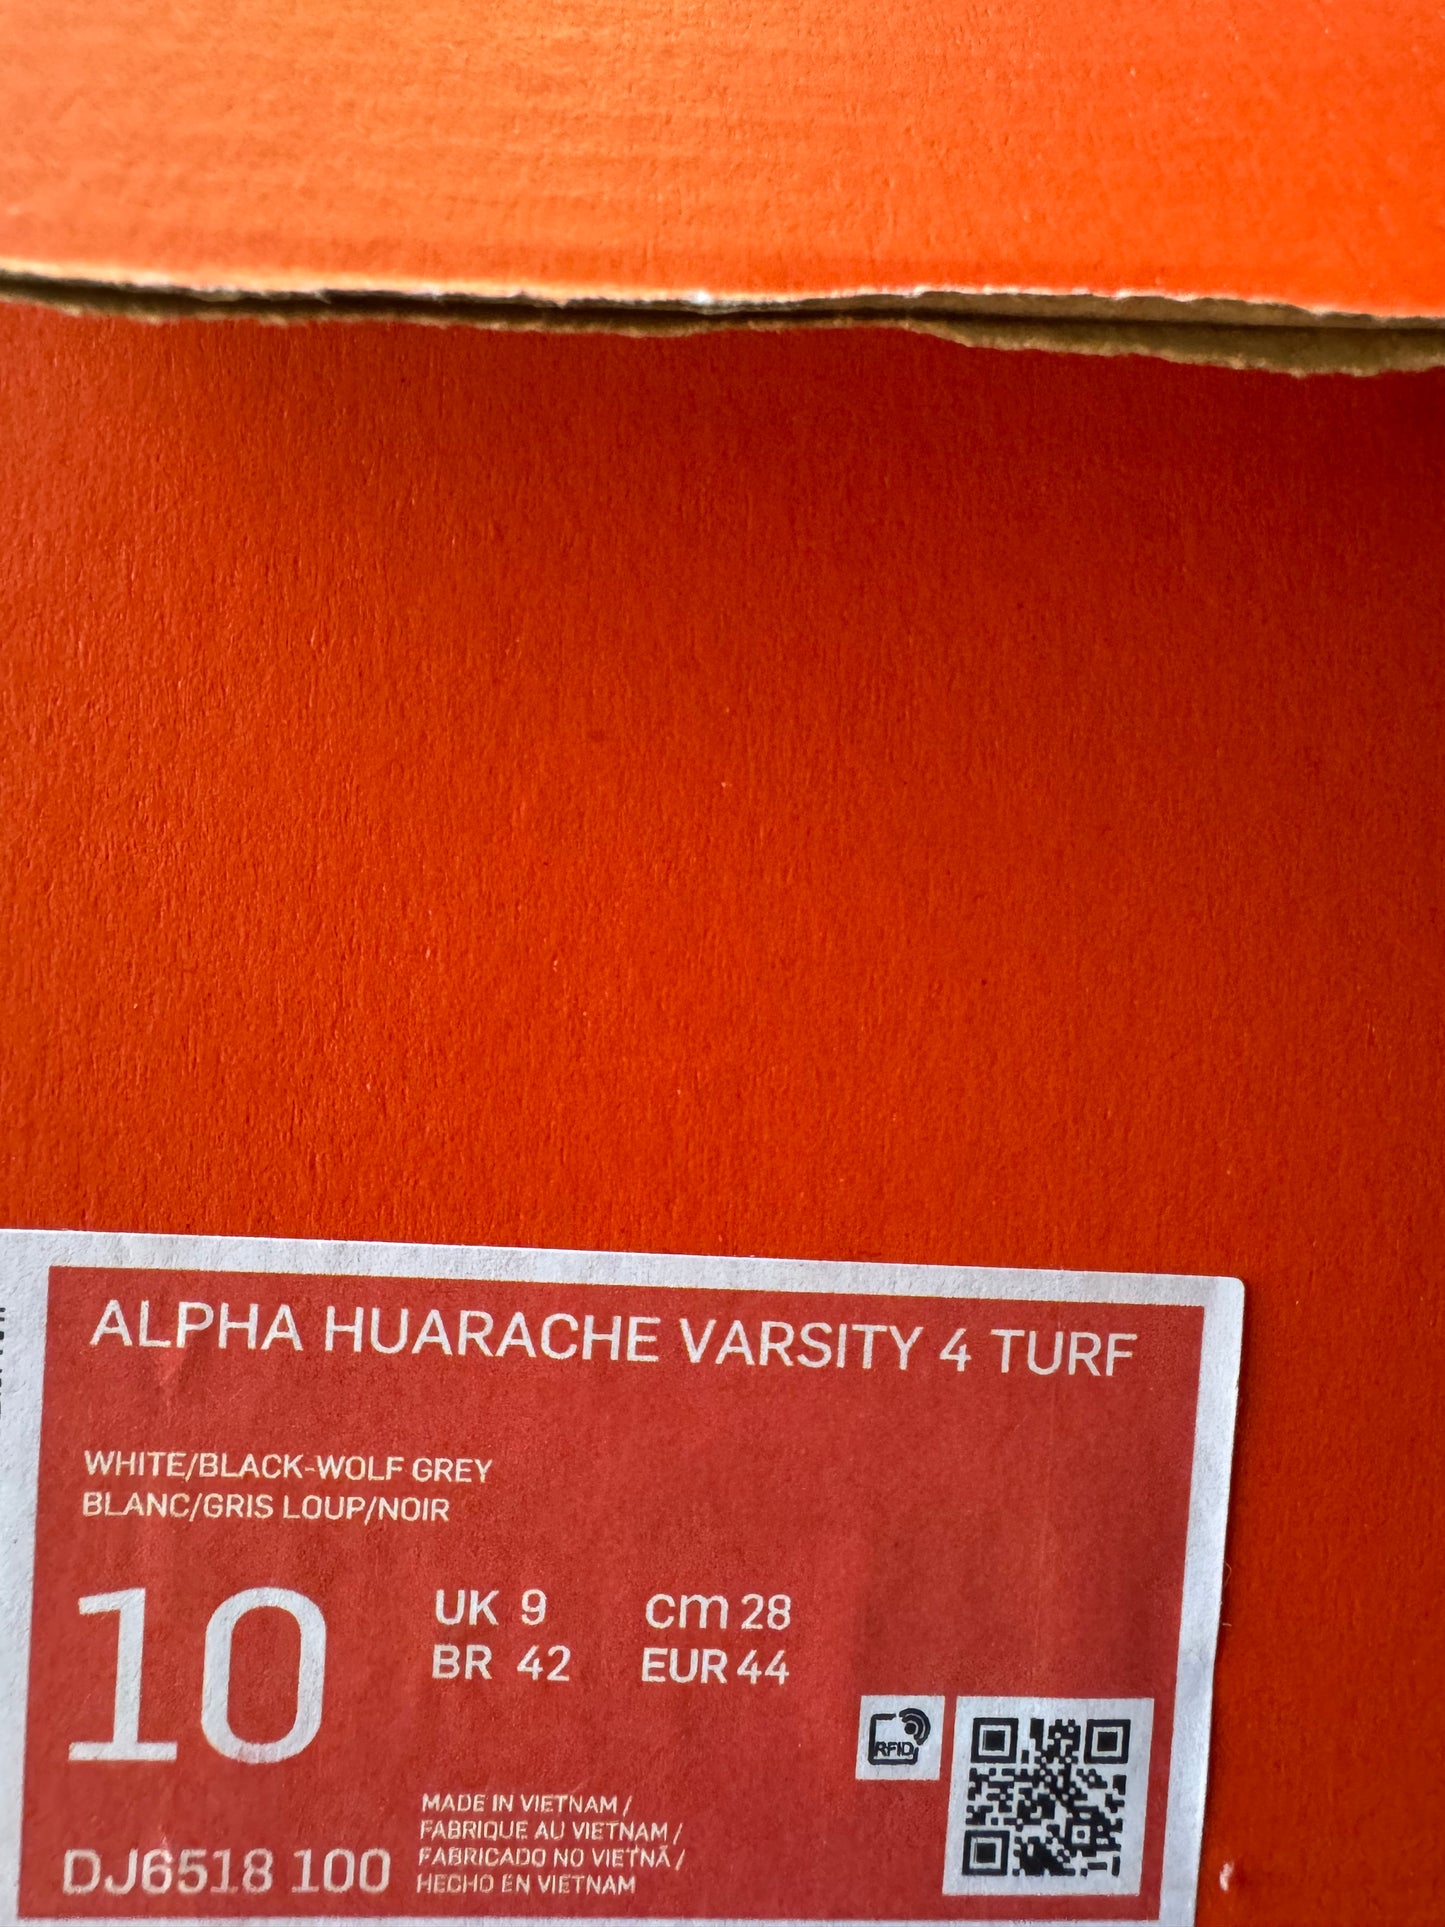 ALPHA HUARACHE VARSITY 4 TURF
WHITE/BLACK-WOLF GREY
BLANC/GRIS LOUP/NOIR
10
UK 9
cm 28
BR 42
EUR 44
RFID
MADE IN VIETNAM /
FABRIQUE AU VIETNAM /
FABRICADO NO VIETNÃ /
HECHO EN VIETNAM
DJ6518 100